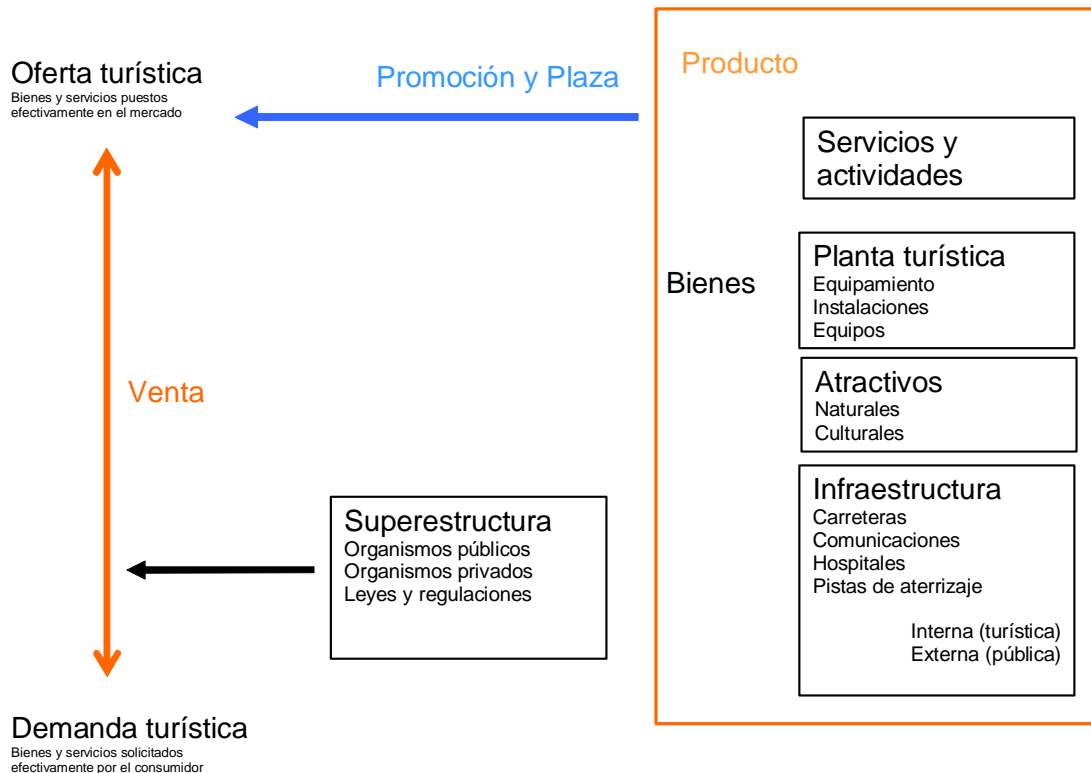 Oferta turística
Bienes y servicios puestos
efectivamente en el mercado
Promoción y Plaza
Producto
Servicios y
actividades
Bienes
Planta turística
Equipamiento
Instalaciones
Equipos
Atractivos
Naturales
Culturales
Venta
Superestructura
Organismos públicos
Organismos privados
Leyes y regulaciones
Infraestructura
Carreteras
Comunicaciones
Hospitales
Pistas de aterrizaje
Interna (turística)
Externa (pública)
Demanda turística
Bienes y servicios solicitados
efectivamente por el consumidor